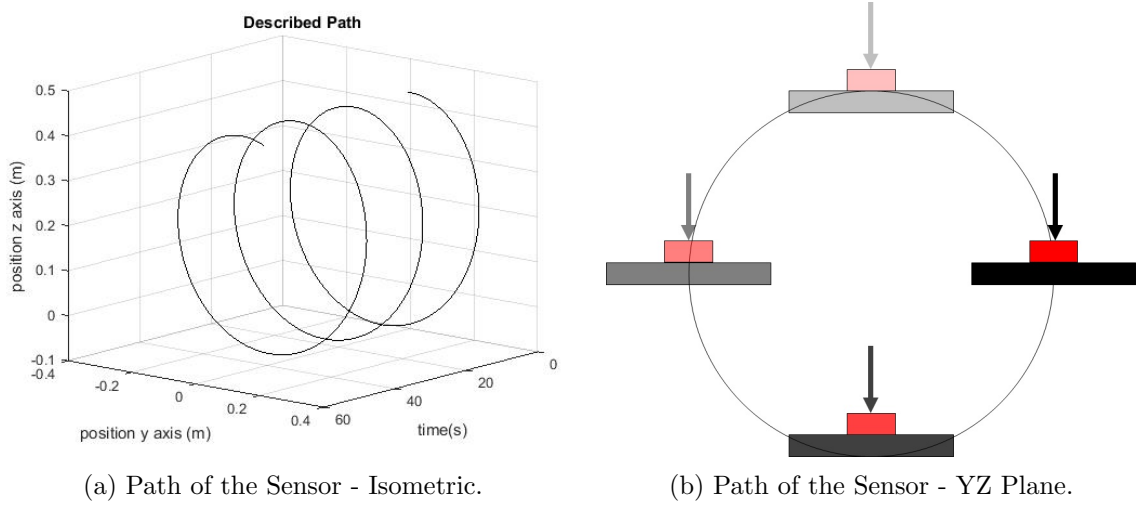 Described Path
0.5
0.4
0.3
0.2
0.1
0
-0.1
-0.4
-0.2
0
0.2
0.4
60
40
20
0
position z axis (m)
position y axis (m)
time(s)
(a) Path of the Sensor - Isometric.
(b) Path of the Sensor - YZ Plane.